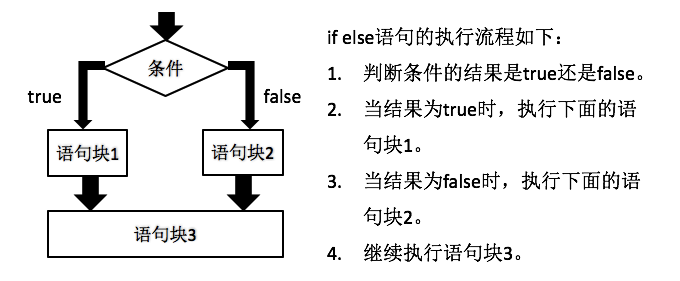 条件
true
false
语句块1
语句块2
语句块3
if else语句的执行流程如下：
1. 判断条件的结果是true还是false。
2. 当结果为true时，执行下面的语
句块1。
3. 当结果为false时，执行下面的语
句块2。
4. 继续执行语句块3。